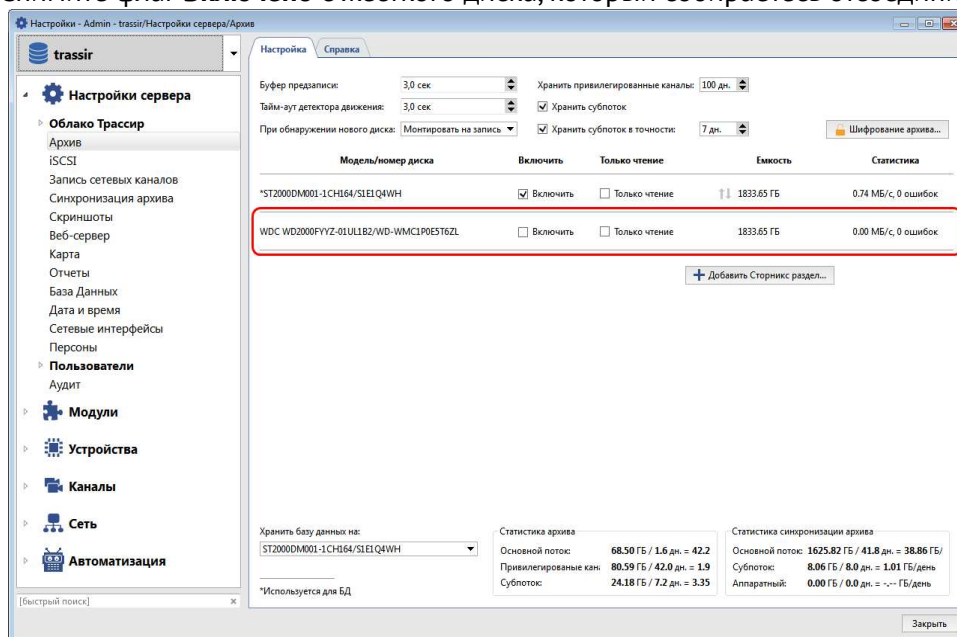 Снимите флаг Включено с жесткого диска, который собираетесь отсоедин
Настройки - Admin - trassir/Настройки сервера/Архив
trassir
Настройки сервера
Облако Трассир
Архив
iSCSI
Запись сетевых каналов
Синхронизация архива
Скриншоты
Веб-сервер
Карта
Отчеты
База Данных
Дата и время
Сетевые интерфейсы
Персоны
Пользователи
Аудит
Модули
Устройства
Каналы
Сеть
Автоматизация
[быстрый поиск]
Настройка Справка
Буфер предзаписи: 3,0 сек Хранить привилегированные каналы: 100 дн.
Тайм-аут детектора движения: 3,0 сек Хранить субпоток
При обнаружении нового диска: Монтировать на запись Хранить субпоток в точности: 7 дн. Шифрование архива...
Модель/номер диска Включить Только чтение Емкость Статистика
*ST2000DM001-1CH164/S1E1Q4WH Включить Только чтение 1833.65 ГБ 0.74 МБ/с, 0 ошибок
WDC WD2000FYYZ-01UL1B2/WD-WMC1P0E5T6ZL Включить Только чтение 1833.65 ГБ 0.00 МБ/с, 0 ошибок
Добавить Сторникс раздел...
Хранить базу данных на:
ST2000DM001-1CH164/S1E1Q4WH
*Используется для БД
Статистика архива
Основной поток: 68.50 ГБ / 1.6 дн. = 42.2
Привилегированые кан 80.59 ГБ / 42.0 дн. = 1.9
Субпоток: 24.18 ГБ / 7.2 дн. = 3.35
Статистика синхронизации архива
Основной поток: 1625.82 ГБ / 41.8 дн. = 38.86 ГБ/
Субпоток: 8.06 ГБ / 8.0 дн. = 1.01 ГБ/день
Аппаратный: 0.00 ГБ / 0.0 дн. = -.-- ГБ/день
Закрыть